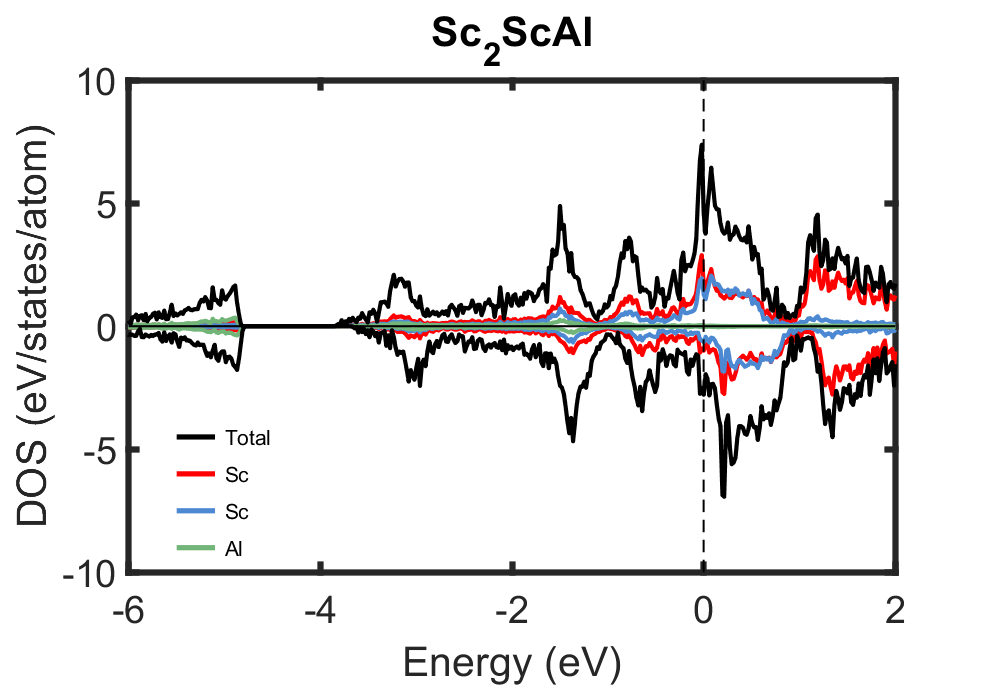 Sc₂ScAl
10
5
0
-5
-10
DOS (eV/states/atom)
Total
Sc
Sc
Al
-6 -4 -2 0 2
Energy (eV)